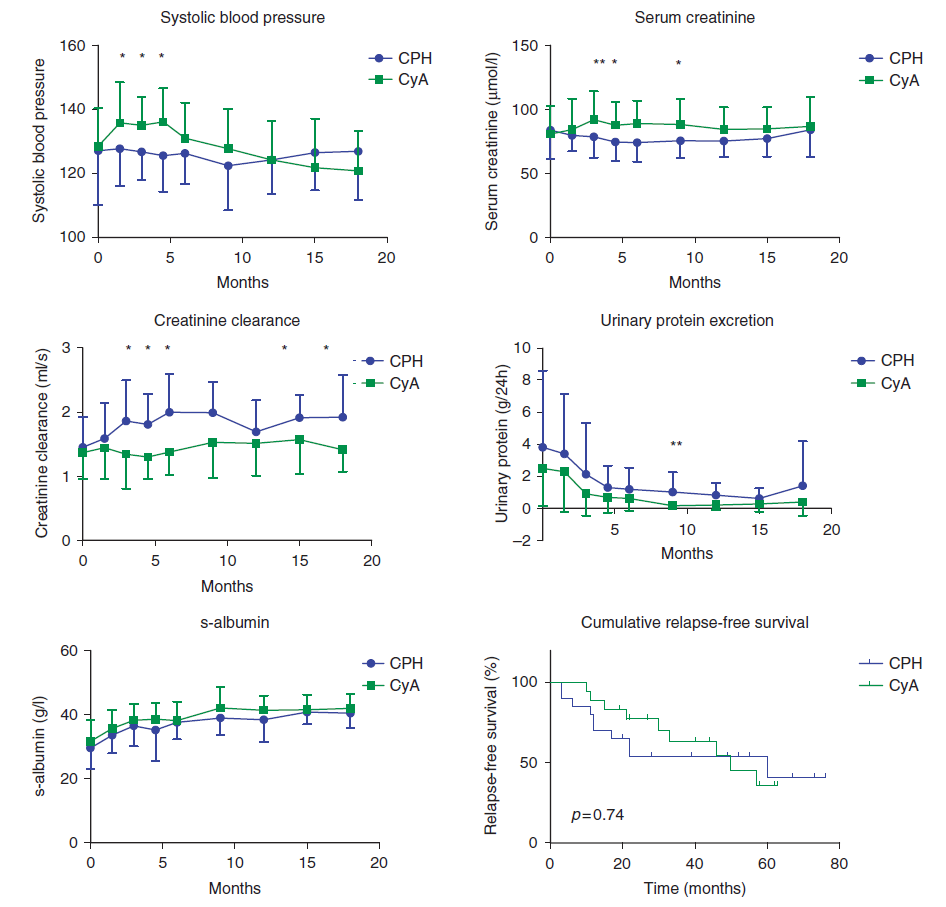 Systolic blood pressure
Systolic blood pressure
160
140
120
100
* * *
CPH
CyA
0 5 10 15 20
Months
Serum creatinine
Serum creatinine (µmol/l)
150
100
50
0
** * *
CPH
CyA
0 5 10 15 20
Months
Creatinine clearance
Creatinine clearance (ml/s)
3
2
1
0
* * * * *
CPH
CyA
0 5 10 15 20
Months
Urinary protein excretion
Urinary protein (g/24h)
10
8
6
4
2
0
–2
**
CPH
CyA
5 10 15 20
Months
s-albumin
s-albumin (g/l)
60
40
20
0
CPH
CyA
0 5 10 15 20
Months
Cumulative relapse-free survival
Relapse-free survival (%)
100
50
0
CPH
CyA
p=0.74
0 20 40 60 80
Time (months)